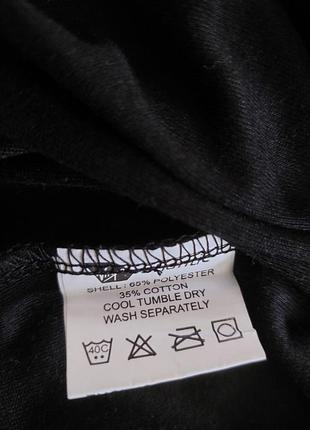 SHELL: 65% POLYESTER
35% COTTON
COOL TUMBLE DRY
WASH SEPARATELY
40C